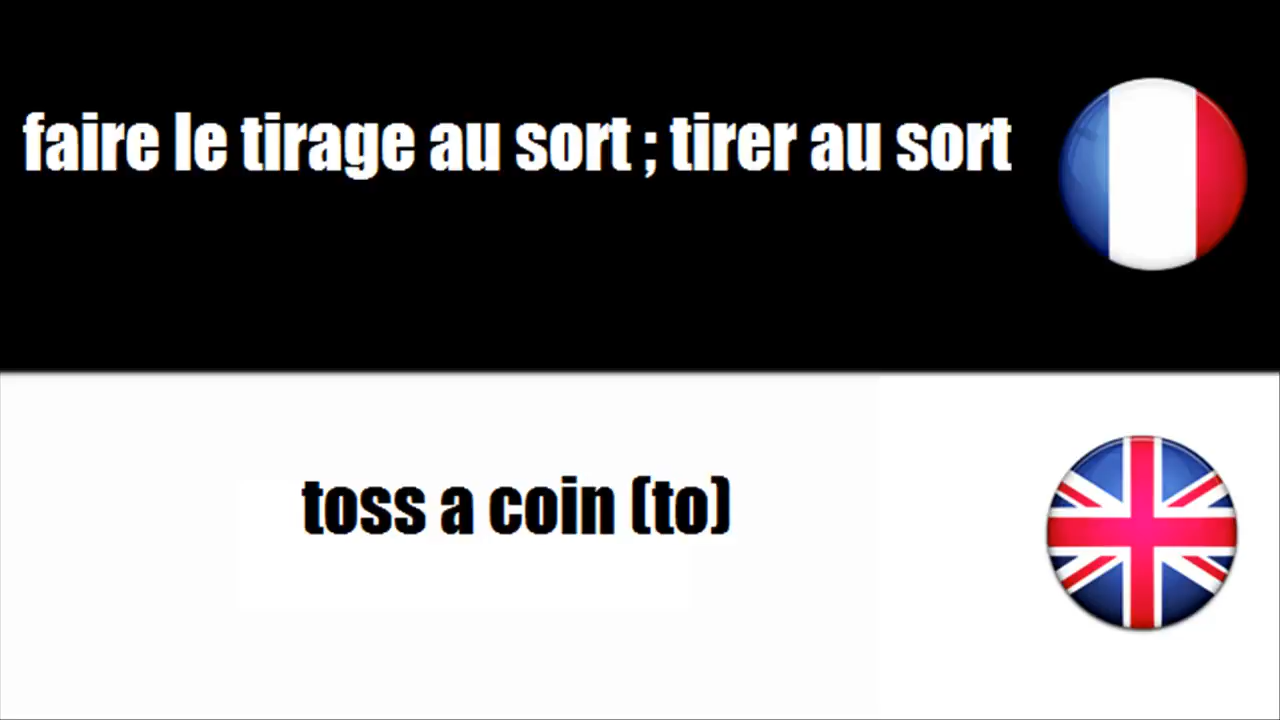 faire le tirage au sort ; tirer au sort
toss a coin (to)